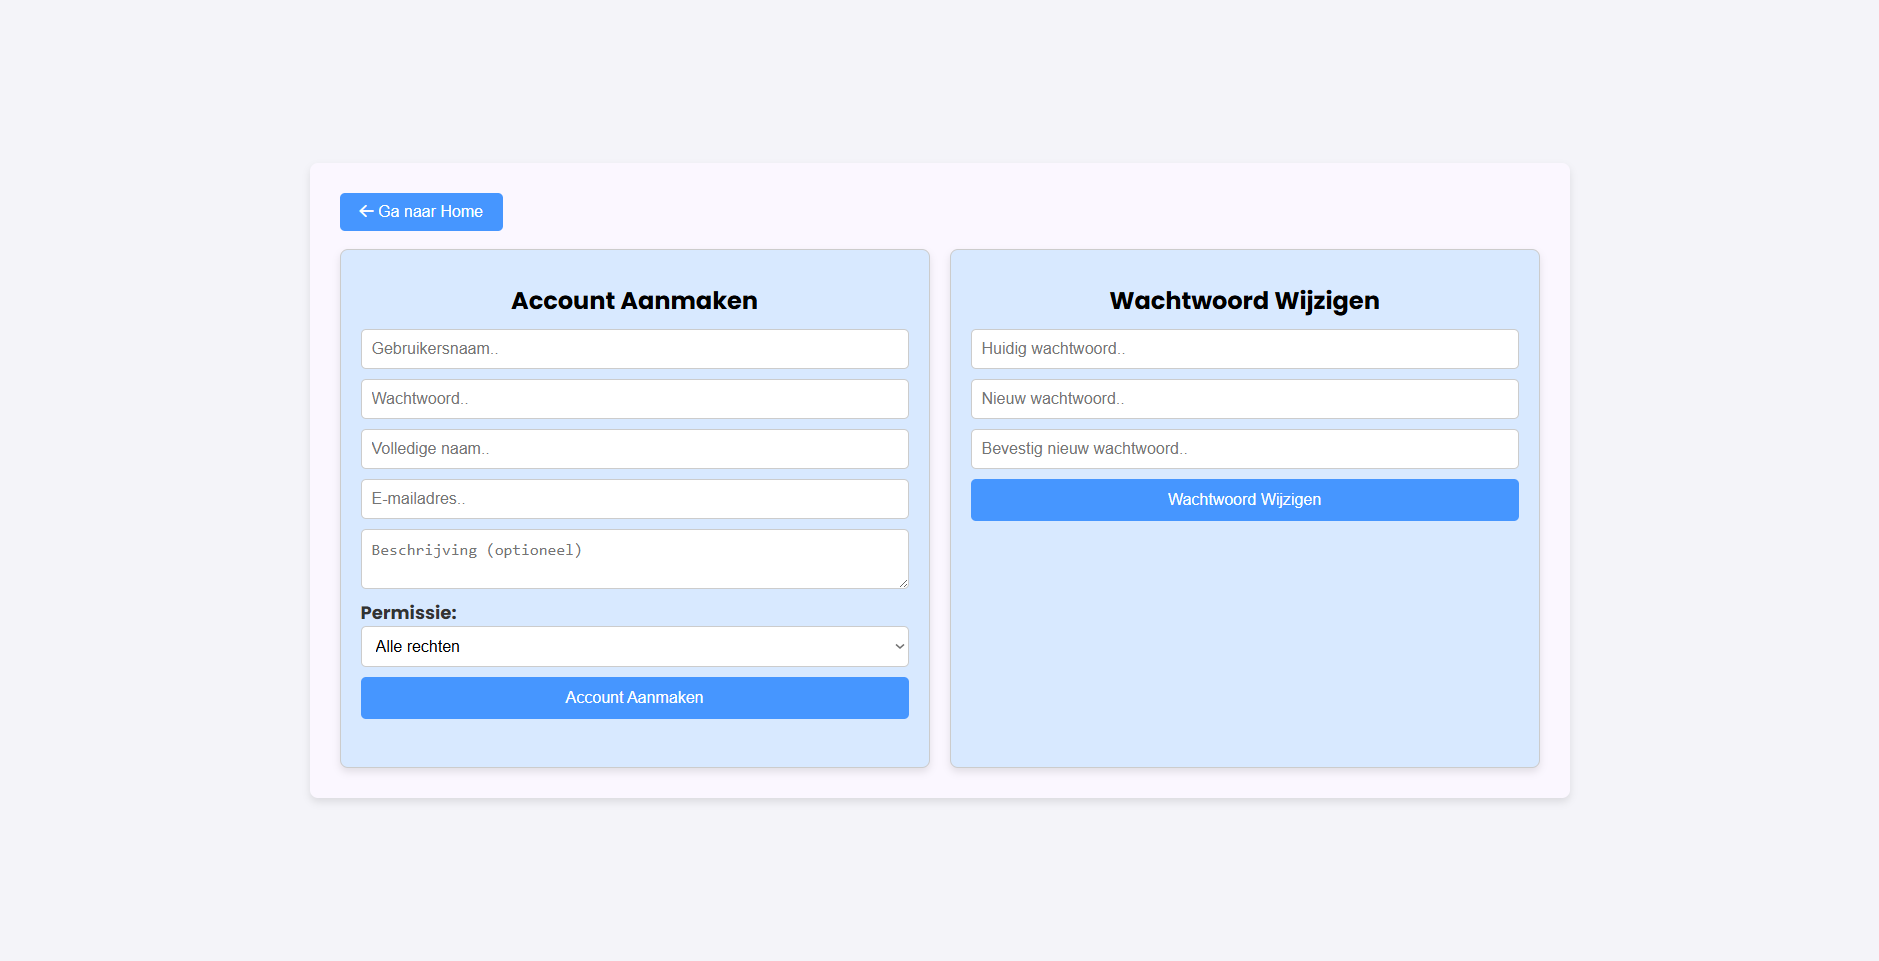 Ga naar Home
Account Aanmaken
Gebruikersnaam..
Wachtwoord..
Volledige naam..
E-mailadres..
Beschrijving (optioneel)
Permissie:
Alle rechten
Account Aanmaken
Wachtwoord Wijzigen
Huidig wachtwoord..
Nieuw wachtwoord..
Bevestig nieuw wachtwoord..
Wachtwoord Wijzigen